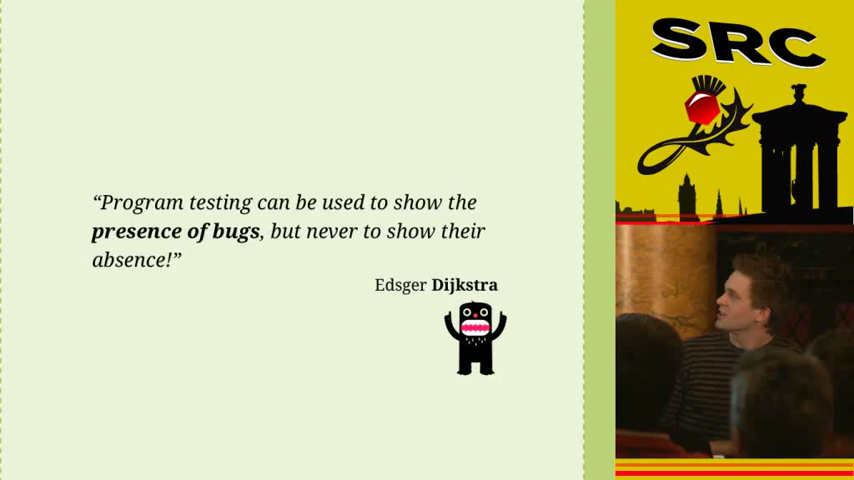 “Program testing can be used to show the
presence of bugs, but never to show their
absence!”
Edsger Dijkstra
SRC